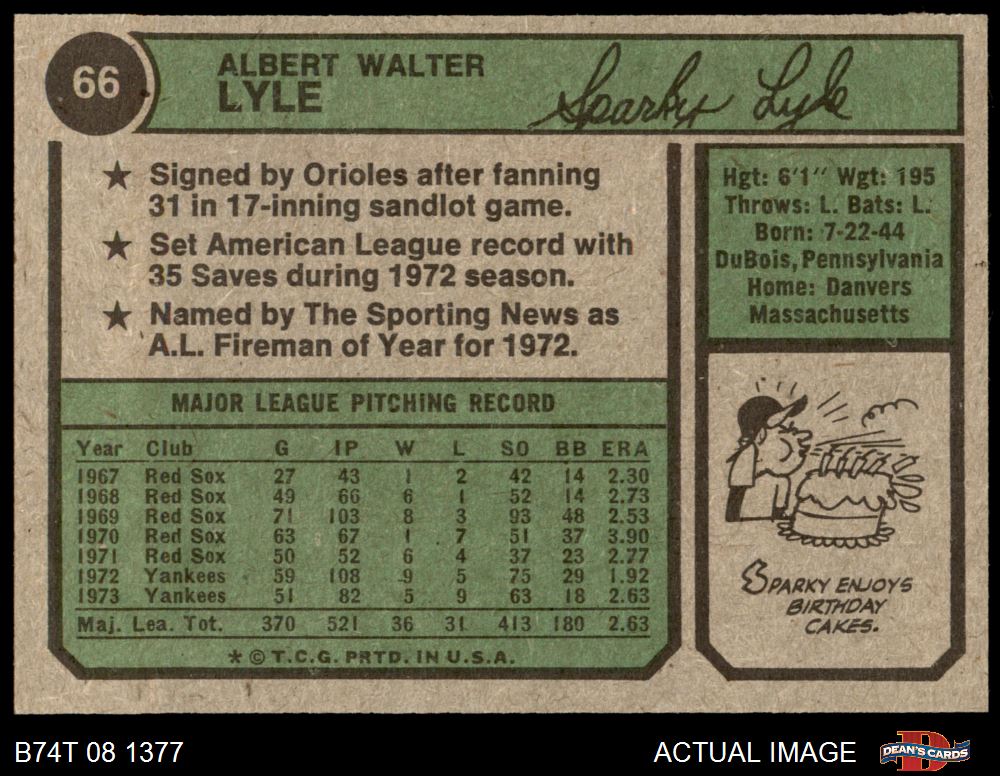 66
ALBERT WALTER
LYLE
Sparky Lyle
★ Signed by Orioles after fanning
31 in 17-inning sandlot game.
★ Set American League record with
35 Saves during 1972 season.
★ Named by The Sporting News as
A.L. Fireman of Year for 1972.
Hgt: 6'1" Wgt: 195
Throws: L. Bats: L.
Born: 7-22-44
DuBois, Pennsylvania
Home: Danvers
Massachusetts
MAJOR LEAGUE PITCHING RECORD
Year Club G IP W L SO BB ERA
1967 Red Sox 27 43 1 2 42 14 2.30
1968 Red Sox 49 66 6 1 52 14 2.73
1969 Red Sox 71 103 8 3 93 48 2.53
1970 Red Sox 63 67 1 7 51 37 3.90
1971 Red Sox 50 52 6 4 37 23 2.77
1972 Yankees 59 108 9 5 75 29 1.92
1973 Yankees 51 82 5 9 63 18 2.63
Maj. Lea. Tot. 370 521 36 31 413 180 2.63
* © T.C.G. PRTD. IN U.S.A.
SPARKY ENJOYS
BIRTHDAY
CAKES.
B74T 08 1377
ACTUAL IMAGE
DEAN'S CARDS